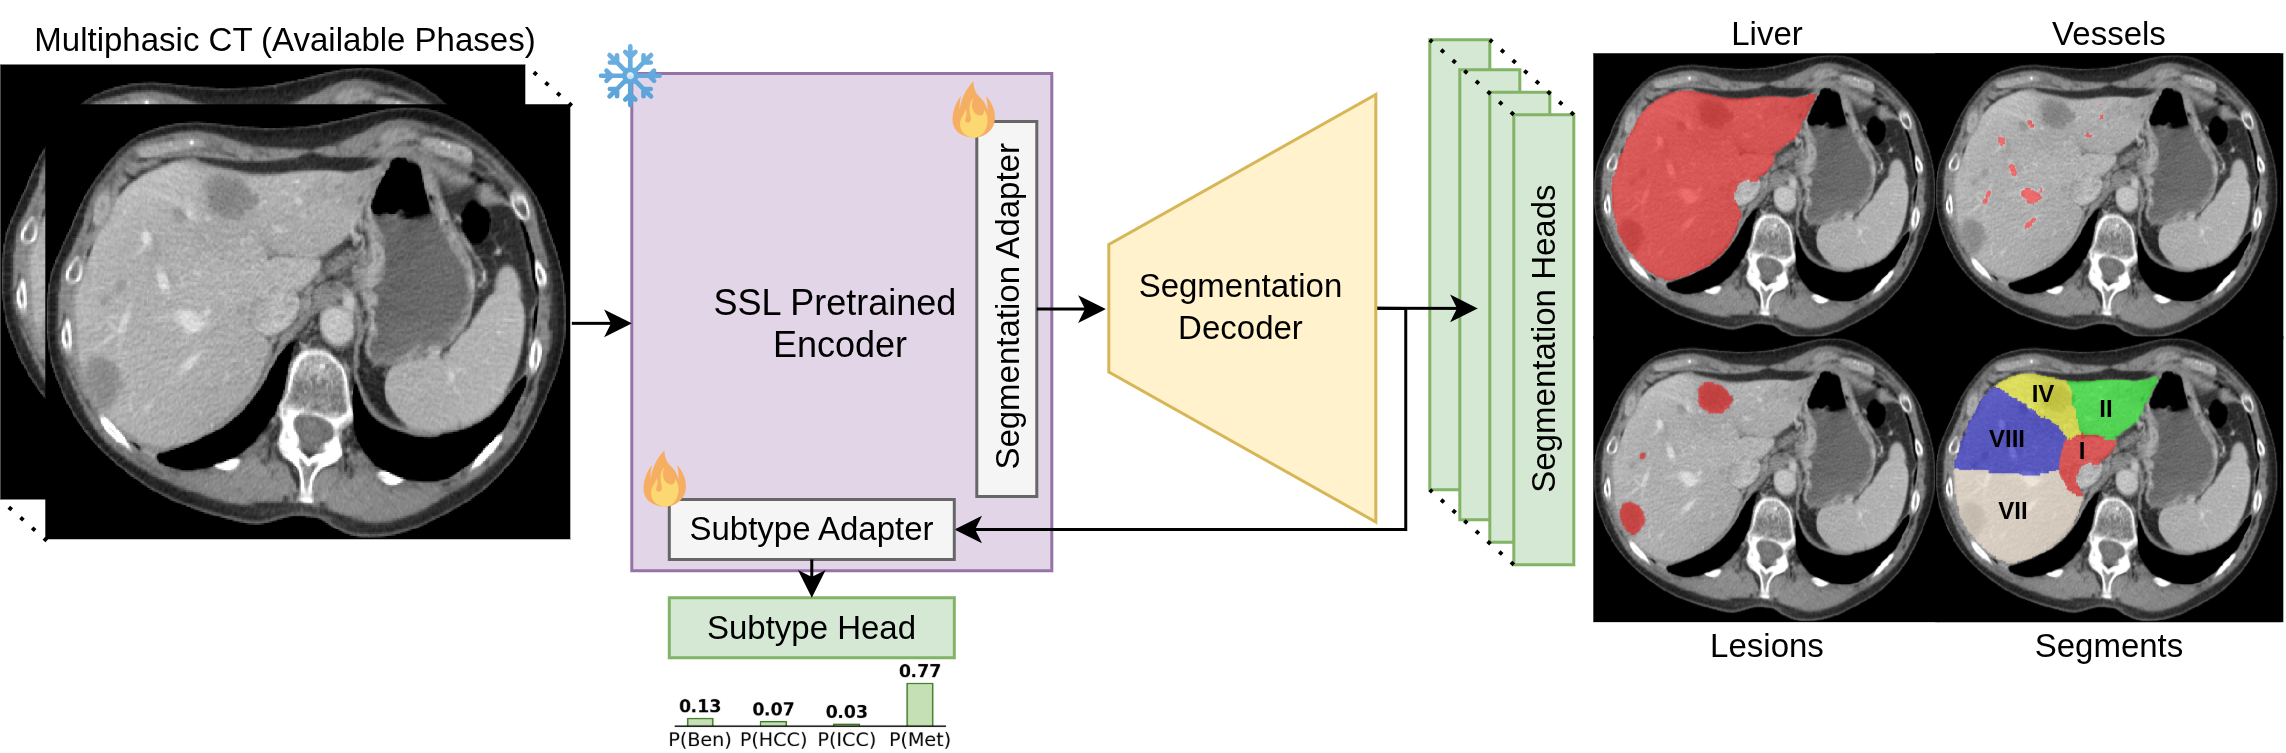 Multiphasic CT (Available Phases)
SSL Pretrained
Encoder
Segmentation Adapter
Subtype Adapter
Subtype Head
0.13
0.07
0.03
0.77
P(Ben)
P(HCC)
P(ICC)
P(Met)
Segmentation
Decoder
Segmentation Heads
Liver
Vessels
Lesions
IV
II
VIII
I
VII
Segments